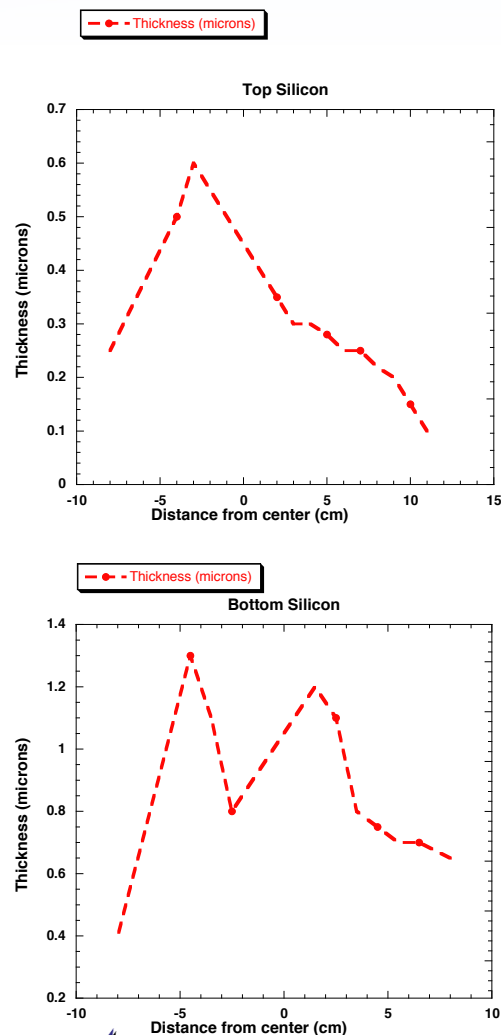 Thickness (microns)
Top Silicon
Thickness (microns)
0.7
0.6
0.5
0.4
0.3
0.2
0.1
0
-10 -5 0 5 10 15
Distance from center (cm)
Thickness (microns)
Bottom Silicon
Thickness (microns)
1.4
1.2
1
0.8
0.6
0.4
0.2
-10 -5 0 5 10
Distance from center (cm)